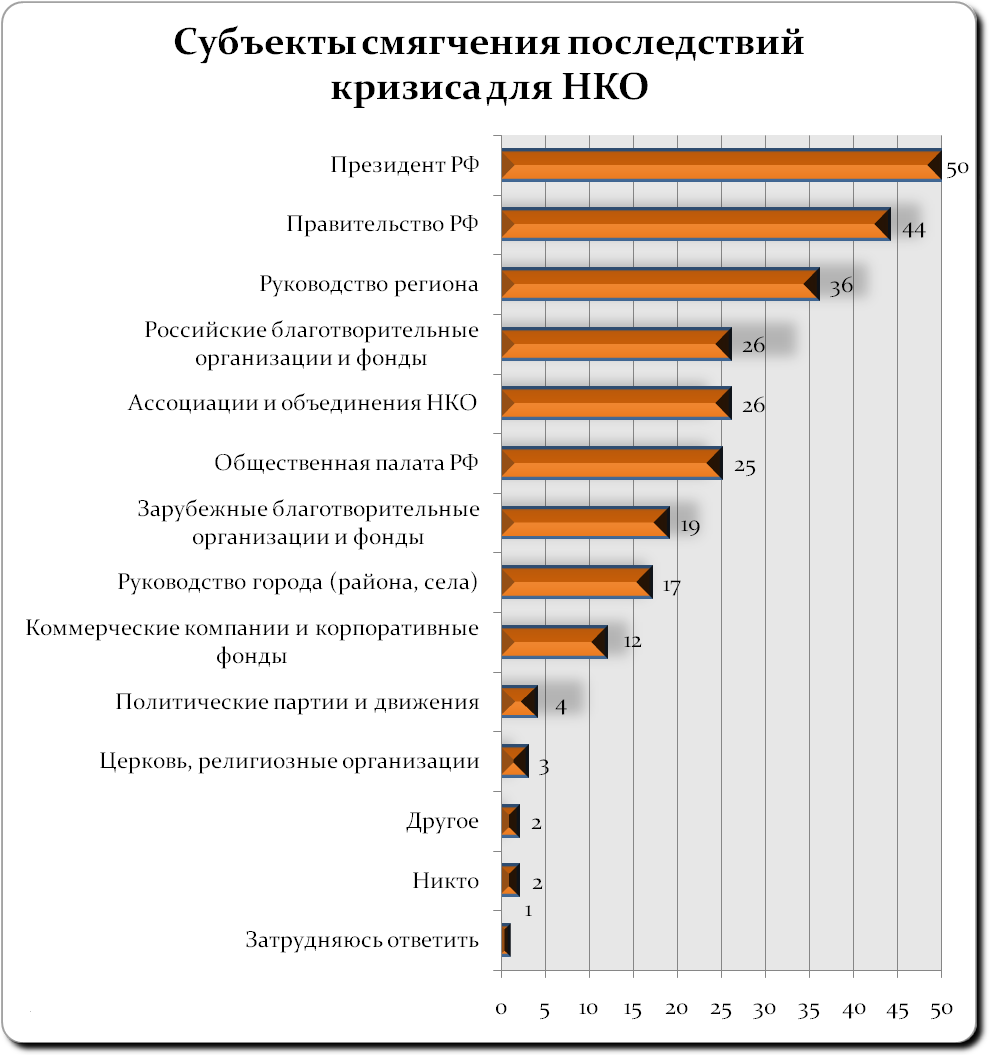 Субъекты смягчения последствий
кризиса для НКО
Президент РФ
50
Правительство РФ
44
Руководство региона
36
Российские благотворительные
организации и фонды
26
Ассоциации и объединения НКО
26
Общественная палата РФ
25
Зарубежные благотворительные
организации и фонды
19
Руководство города (района, села)
17
Коммерческие компании и корпоративные
фонды
12
Политические партии и движения
4
Церковь, религиозные организации
3
Другое
2
Никто
2
1
Затрудняюсь ответить
0 5 10 15 20 25 30 35 40 45 50